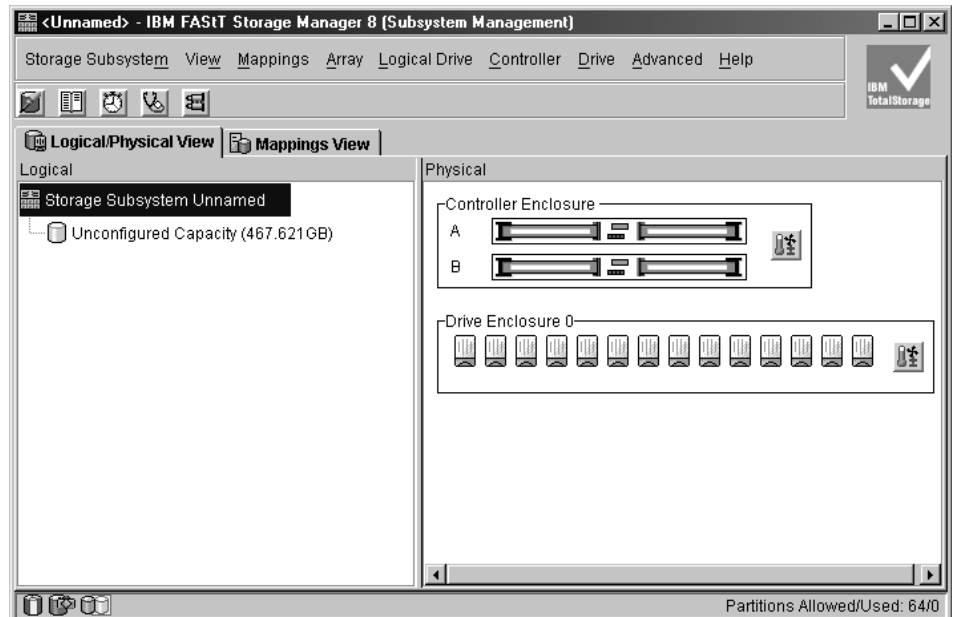 <Unnamed> - IBM FAStT Storage Manager 8 (Subsystem Management)
Storage Subsystem View Mappings Array Logical Drive Controller Drive Advanced Help
IBM
TotalStorage
Logical/Physical View Mappings View
Logical
Physical
Storage Subsystem Unnamed
Unconfigured Capacity (467.621GB)
Controller Enclosure
A
B
Drive Enclosure 0
Partitions Allowed/Used: 64/0